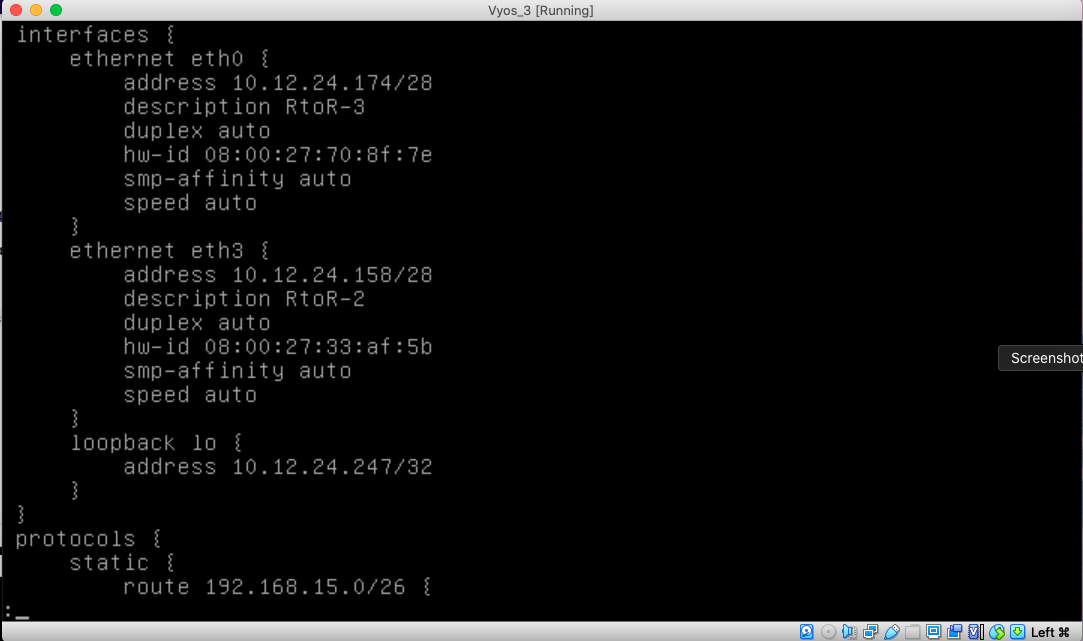 Vyos_3 [Running]
interfaces {
ethernet eth0 {
address 10.12.24.174/28
description RtoR-3
duplex auto
hw-id 08:00:27:70:8f:7e
smp-affinity auto
speed auto
}
ethernet eth3 {
address 10.12.24.158/28
description RtoR-2
duplex auto
hw-id 08:00:27:33:af:5b
smp-affinity auto
speed auto
}
loopback lo {
address 10.12.24.247/32
}
}
protocols {
static {
route 192.168.15.0/26 {
:_
Screenshot
Left ⌘